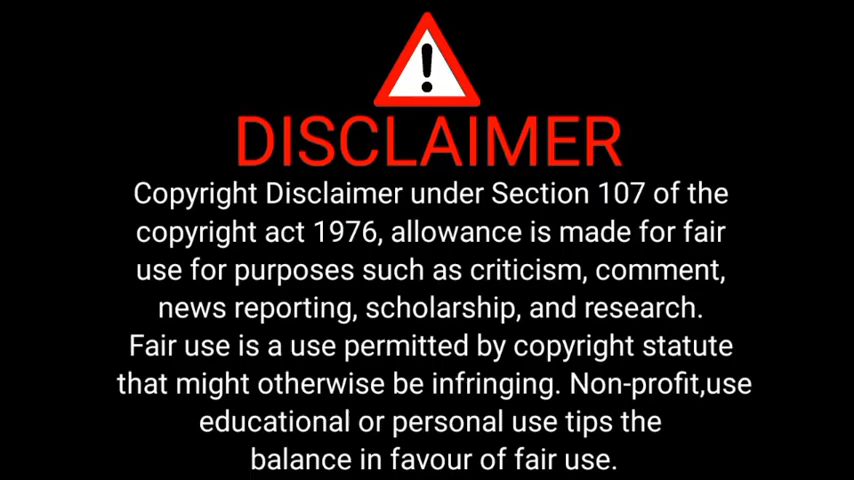 DISCLAIMER
Copyright Disclaimer under Section 107 of the
copyright act 1976, allowance is made for fair
use for purposes such as criticism, comment,
news reporting, scholarship, and research.
Fair use is a use permitted by copyright statute
that might otherwise be infringing. Non-profit,use
educational or personal use tips the
balance in favour of fair use.